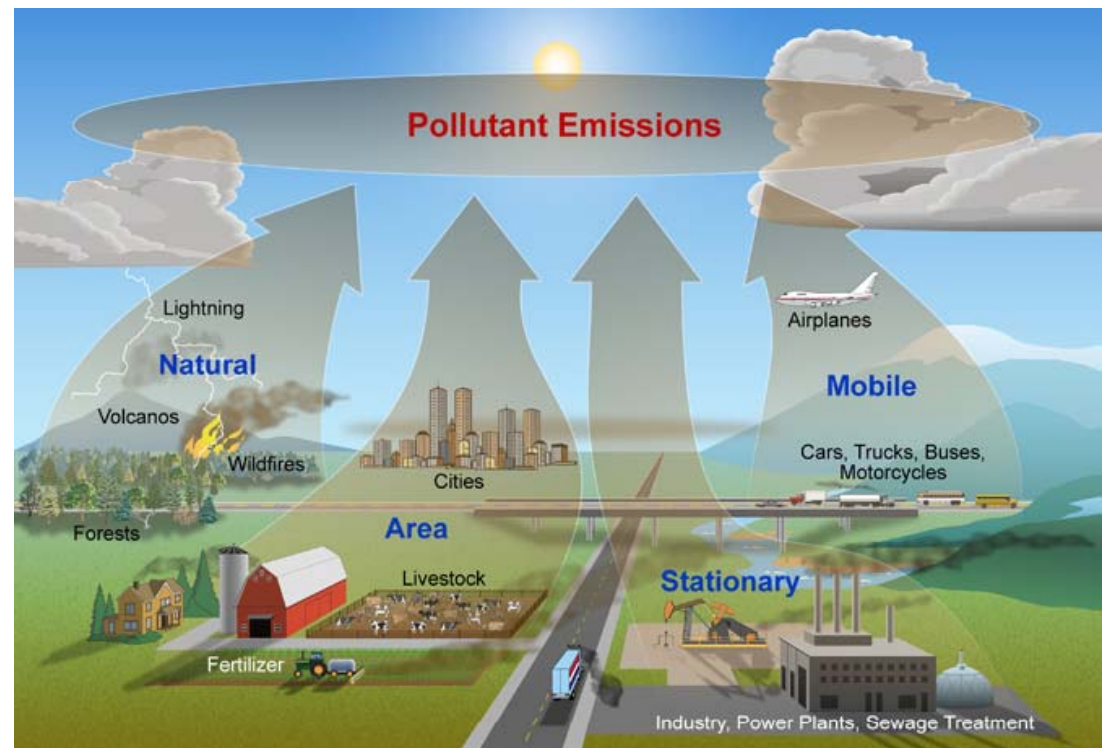 Pollutant Emissions
Lightning
Natural
Volcanos
Wildfires
Forests
Cities
Area
Livestock
Fertilizer
Airplanes
Mobile
Cars, Trucks, Buses,
Motorcycles
Stationary
Industry, Power Plants, Sewage Treatment